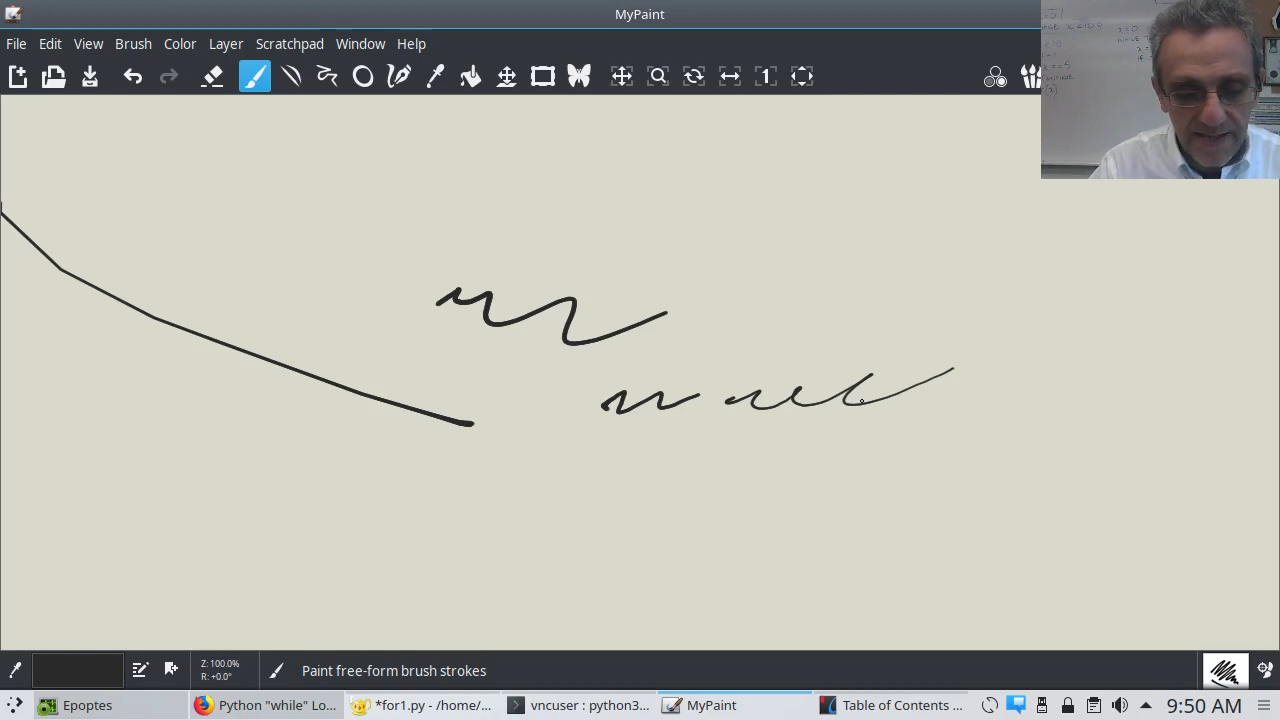 MyPaint
File Edit View Brush Color Layer Scratchpad Window Help
Z: 100.0%
R: +0.0°
Paint free-form brush strokes
Epoptes
Python "while" lo...
*for1.py - /home/...
vncuser : python3...
MyPaint
Table of Contents ...
9:50 AM